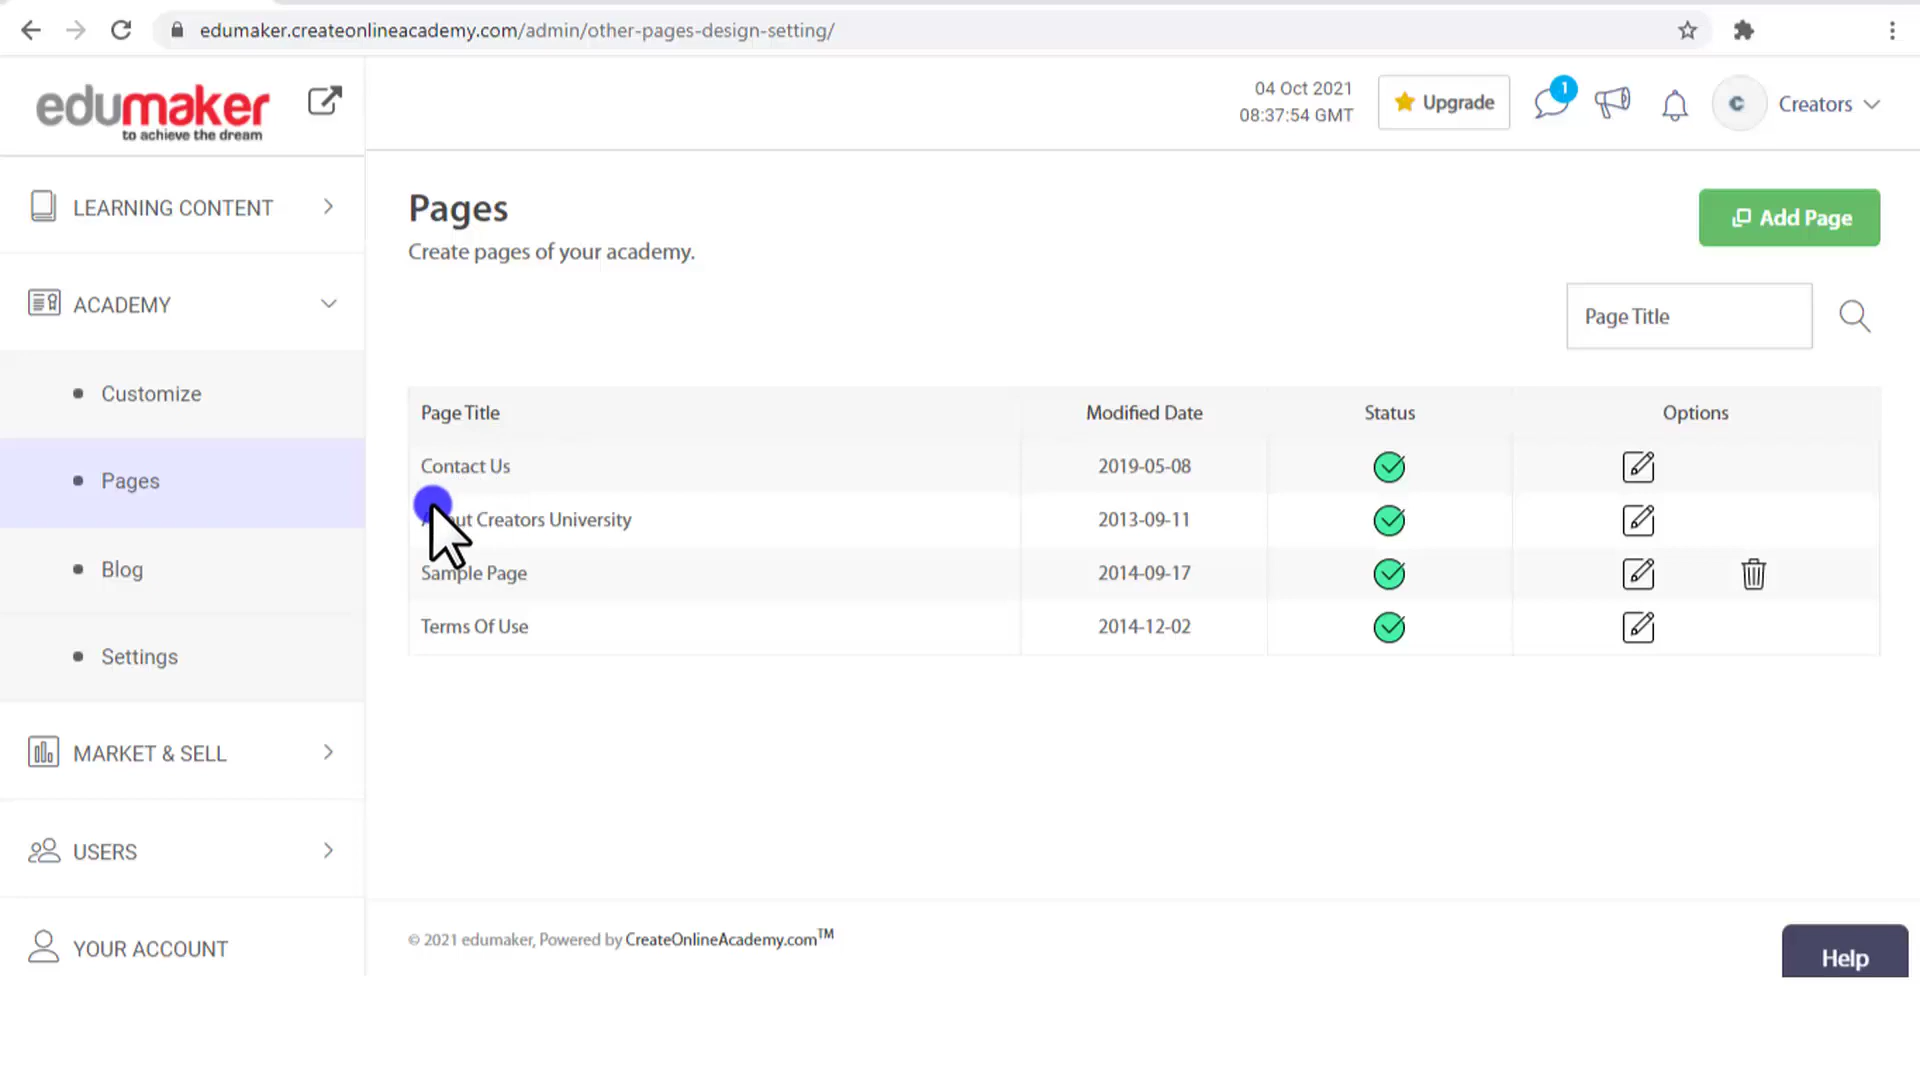 edumaker.createonlineacademy.com/admin/other-pages-design-setting/
edumaker
to achieve the dream
04 Oct 2021
08:37:54 GMT
Upgrade
1
C
Creators
LEARNING CONTENT
ACADEMY
Customize
Pages
Blog
Settings
MARKET & SELL
USERS
YOUR ACCOUNT
Pages
Create pages of your academy.
Add Page
Page Title
Page Title Modified Date Status Options
Contact Us 2019-05-08
Creators University 2013-09-11
Sample Page 2014-09-17
Terms Of Use 2014-12-02
© 2021 edumaker, Powered by CreateOnlineAcademy.com™
Help